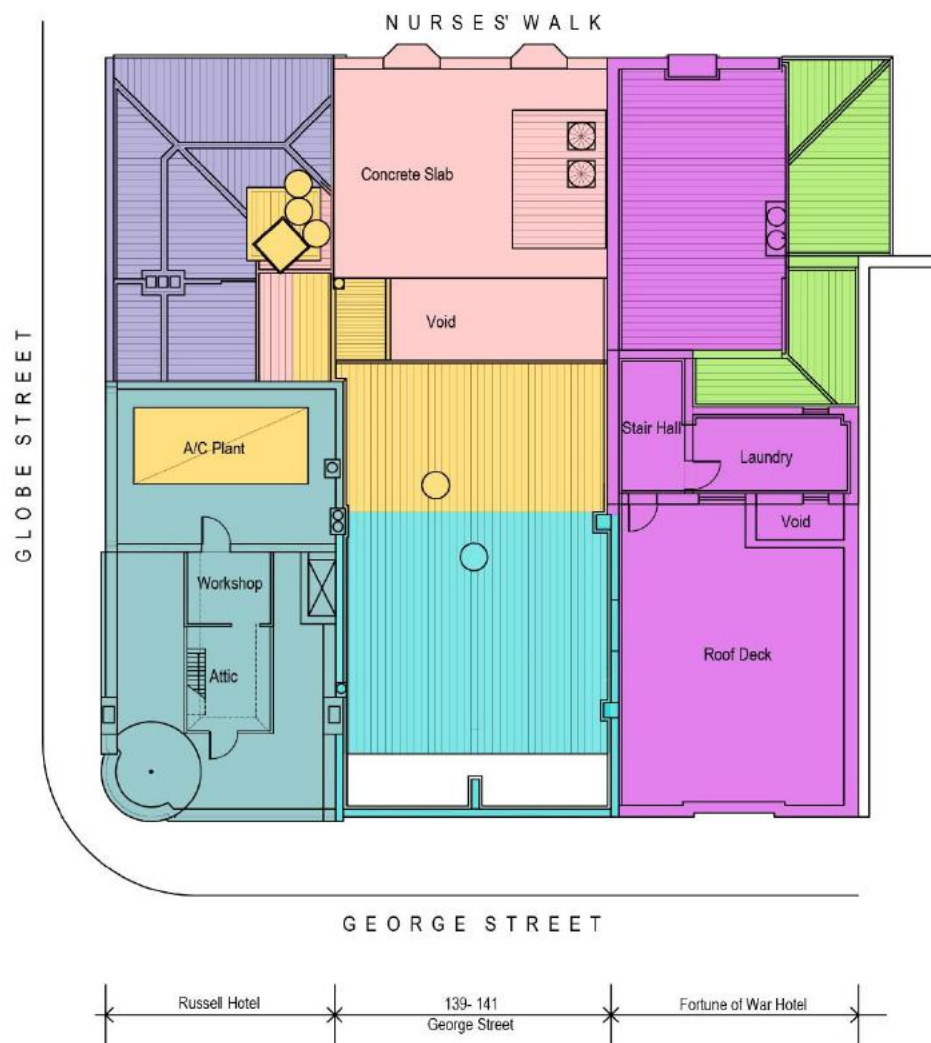 NURSES' WALK
Concrete Slab
Void
GLOBE STREET
A/C Plant
Stair Hall
Laundry
Void
Workshop
Attic
Roof Deck
GEORGE STREET
Russell Hotel
139- 141
George Street
Fortune of War Hotel